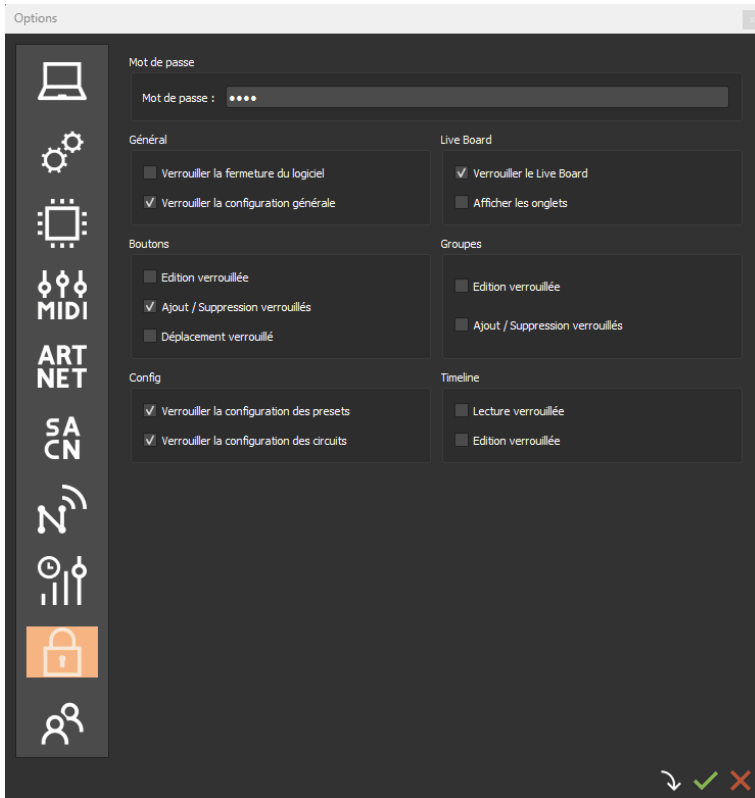 Options
MIDI
ART
NET
SA
CN
N
Mot de passe
Mot de passe : ••••
Général
Verrouiller la fermeture du logiciel
Verrouiller la configuration générale
Live Board
Verrouiller le Live Board
Afficher les onglets
Boutons
Edition verrouillée
Ajout / Suppression verrouillés
Déplacement verrouillé
Groupes
Edition verrouillée
Ajout / Suppression verrouillés
Config
Verrouiller la configuration des presets
Verrouiller la configuration des circuits
Timeline
Lecture verrouillée
Edition verrouillée